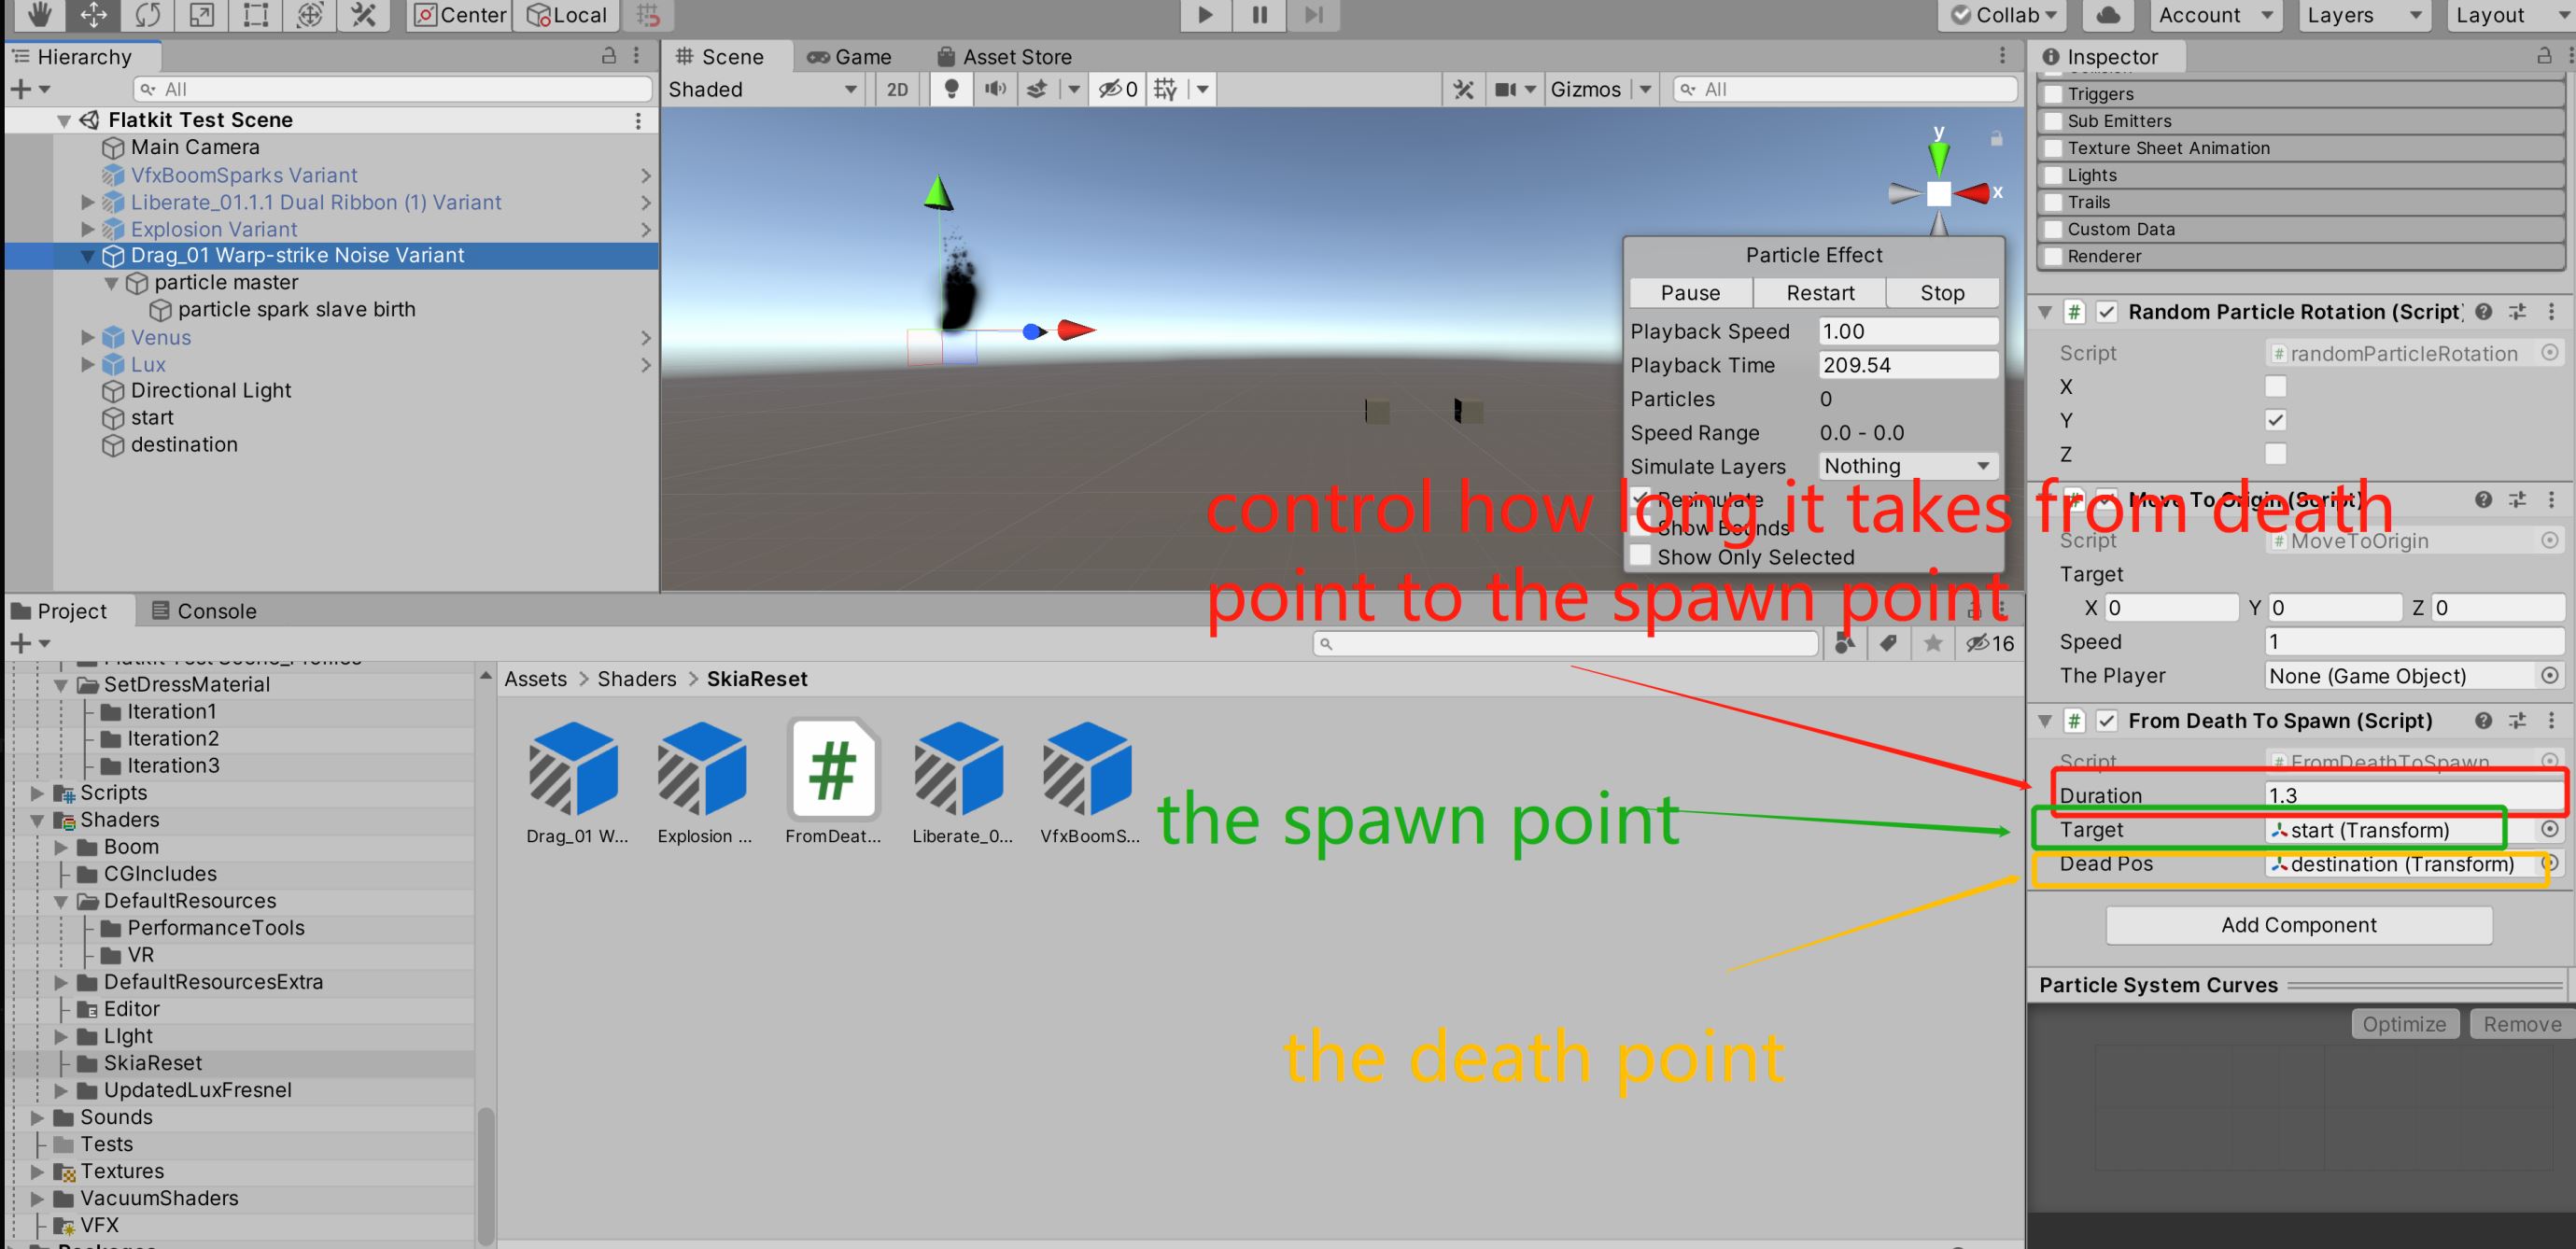 Center
Local
Collab
Account
Layers
Layout
Hierarchy
All
Flatkit Test Scene
Main Camera
VfxBoomSparks Variant
Liberate_01.1.1 Dual Ribbon (1) Variant
Explosion Variant
Drag_01 Warp-strike Noise Variant
particle master
particle spark slave birth
Venus
Lux
Directional Light
start
destination
Scene
Game
Asset Store
Shaded
2D
0
Gizmos
All
y
x
Particle Effect
Pause
Restart
Stop
Playback Speed 1.00
Playback Time 209.54
Particles 0
Speed Range 0.0 - 0.0
Simulate Layers Nothing
Resimulate
Show Bounds
Show Only Selected
control how long it takes from death
point to the spawn point
the spawn point
the death point
Inspector
Collision
Triggers
Sub Emitters
Texture Sheet Animation
Lights
Trails
Custom Data
Renderer
# Random Particle Rotation (Script)
Script # randomParticleRotation
X
Y
Z
# Move To Origin (Script)
Script # MoveToOrigin
Target
X 0 Y 0 Z 0
Speed 1
The Player None (Game Object)
# From Death To Spawn (Script)
Script # FromDeathToSpawn
Duration 1.3
Target start (Transform)
Dead Pos destination (Transform)
Add Component
Particle System Curves
Optimize
Remove
Project
Console
16
Flatkit Test Scene_Profiles
SetDressMaterial
Iteration1
Iteration2
Iteration3
Scripts
Shaders
Boom
CGIncludes
DefaultResources
PerformanceTools
VR
DefaultResourcesExtra
Editor
LIght
SkiaReset
UpdatedLuxFresnel
Sounds
Tests
Textures
VacuumShaders
VFX
Packages
Assets > Shaders > SkiaReset
#
Drag_01 W...
Explosion ...
FromDeat...
Liberate_0...
VfxBoomS...